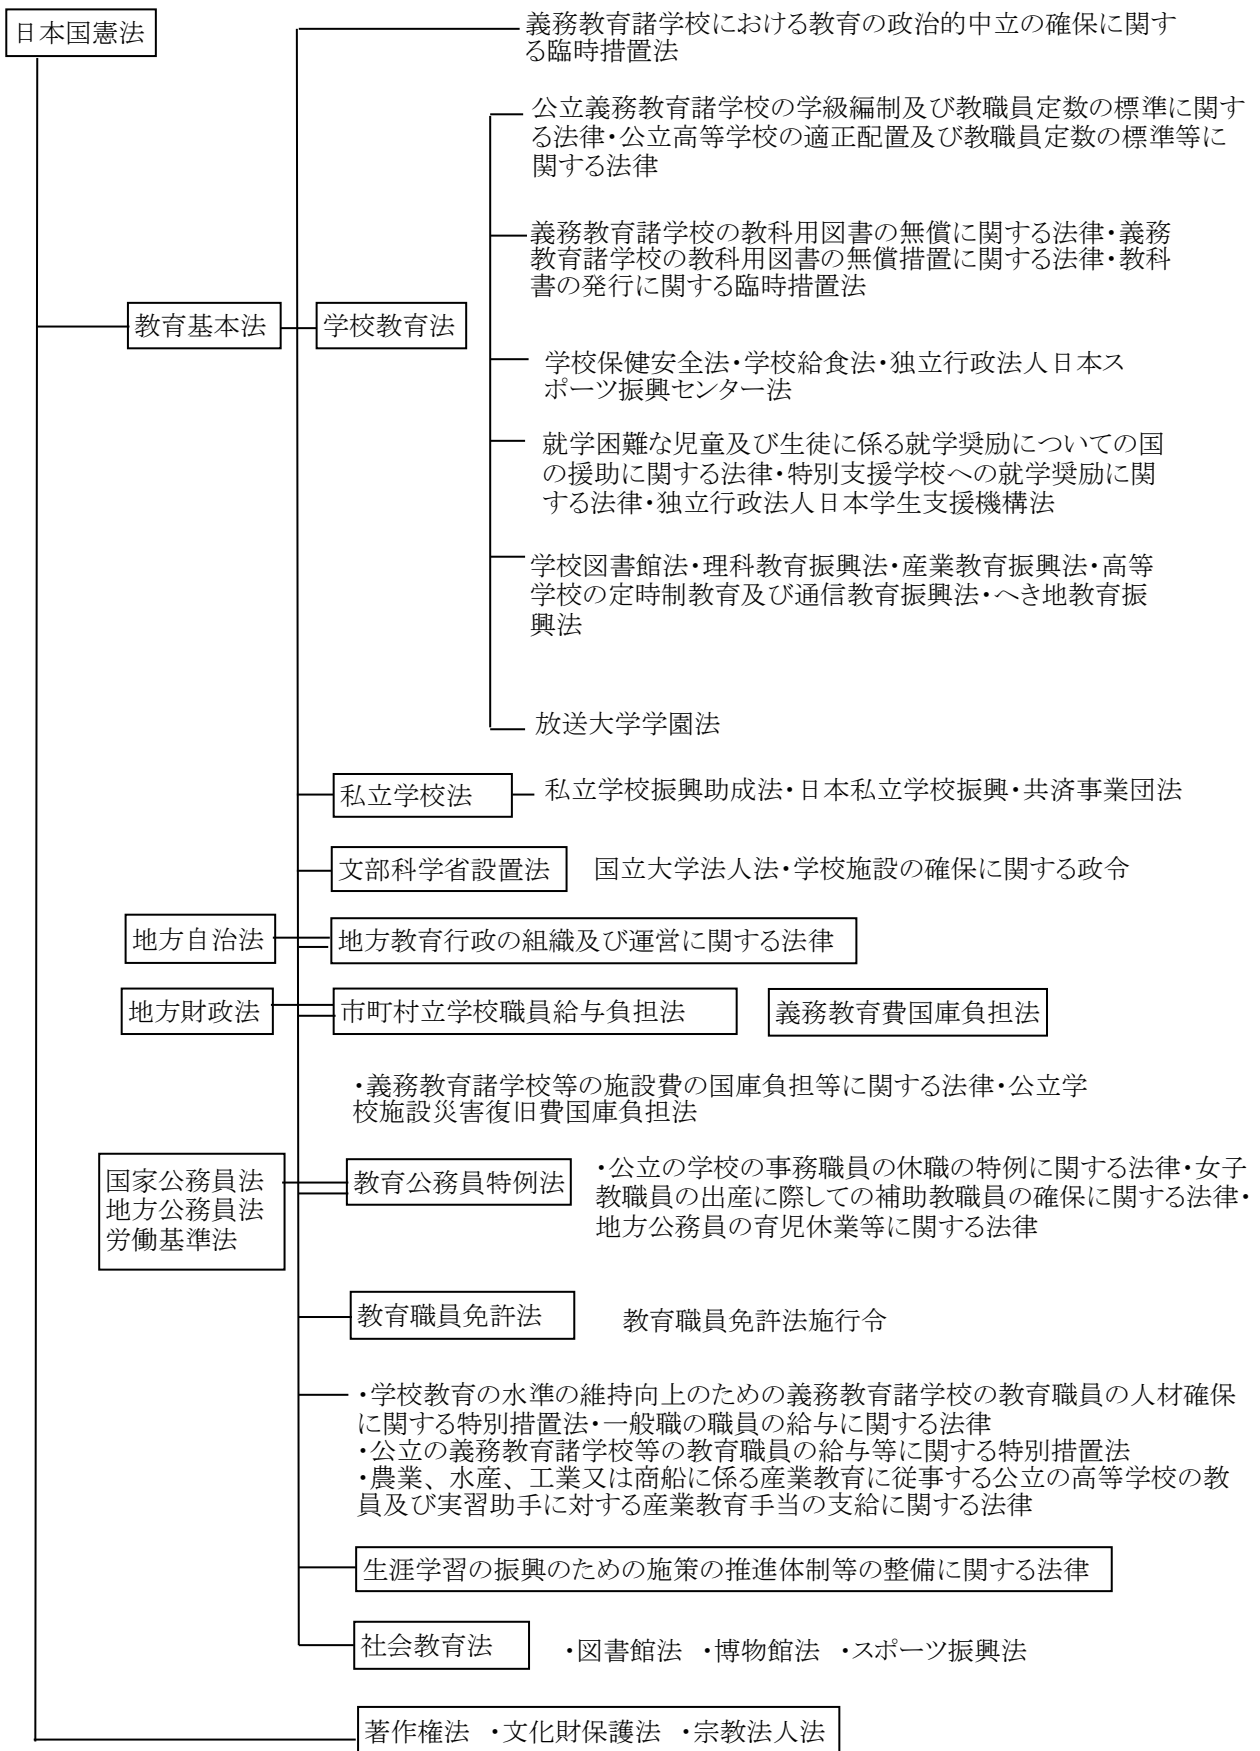 日本国憲法
義務教育諸学校における教育の政治的中立の確保に関す
る臨時措置法
公立義務教育諸学校の学級編制及び教職員定数の標準に関す
る法律・公立高等学校の適正配置及び教職員定数の標準等に
関する法律
義務教育諸学校の教科用図書の無償に関する法律・義務
教育諸学校の教科用図書の無償措置に関する法律・教科
書の発行に関する臨時措置法
教育基本法
学校教育法
学校保健安全法・学校給食法・独立行政法人日本ス
ポーツ振興センター法
就学困難な児童及び生徒に係る就学奨励についての国
の援助に関する法律・特別支援学校への就学奨励に関
する法律・独立行政法人日本学生支援機構法
学校図書館法・理科教育振興法・産業教育振興法・高等
学校の定時制教育及び通信教育振興法・へき地教育振
興法
放送大学学園法
私立学校法
私立学校振興助成法・日本私立学校振興・共済事業団法
文部科学省設置法
国立大学法人法・学校施設の確保に関する政令
地方自治法
地方教育行政の組織及び運営に関する法律
地方財政法
市町村立学校職員給与負担法
義務教育費国庫負担法
・義務教育諸学校等の施設費の国庫負担等に関する法律・公立学
校施設災害復旧費国庫負担法
国家公務員法
地方公務員法
労働基準法
教育公務員特例法
・公立の学校の事務職員の休職の特例に関する法律・女子
教職員の出産に際しての補助教職員の確保に関する法律・
地方公務員の育児休業等に関する法律
教育職員免許法
教育職員免許法施行令
・学校教育の水準の維持向上のための義務教育諸学校の教育職員の人材確保
に関する特別措置法・一般職の職員の給与に関する法律
・公立の義務教育諸学校等の教育職員の給与等に関する特別措置法
・農業、水産、工業又は商船に係る産業教育に従事する公立の高等学校の教
員及び実習助手に対する産業教育手当の支給に関する法律
生涯学習の振興のための施策の推進体制等の整備に関する法律
社会教育法
・図書館法 ・博物館法 ・スポーツ振興法
著作権法 ・文化財保護法 ・宗教法人法